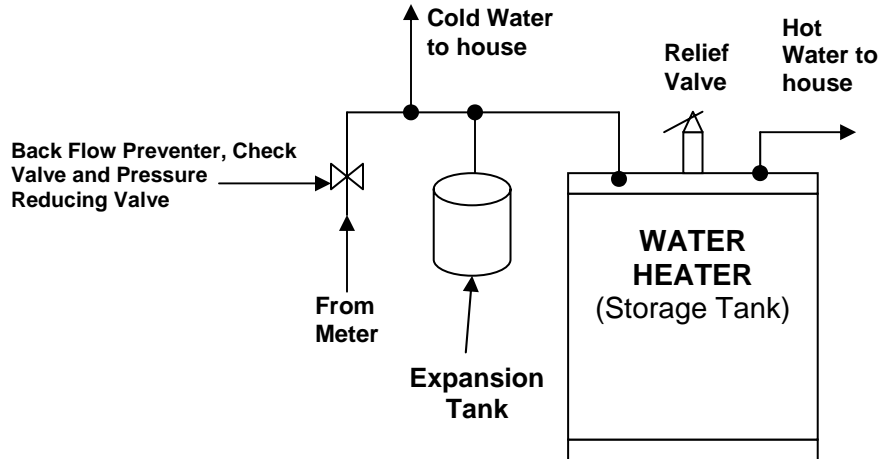 Cold Water
to house
Hot
Water to
house
Relief
Valve
Back Flow Preventer, Check
Valve and Pressure
Reducing Valve
WATER
HEATER
(Storage Tank)
From
Meter
Expansion
Tank